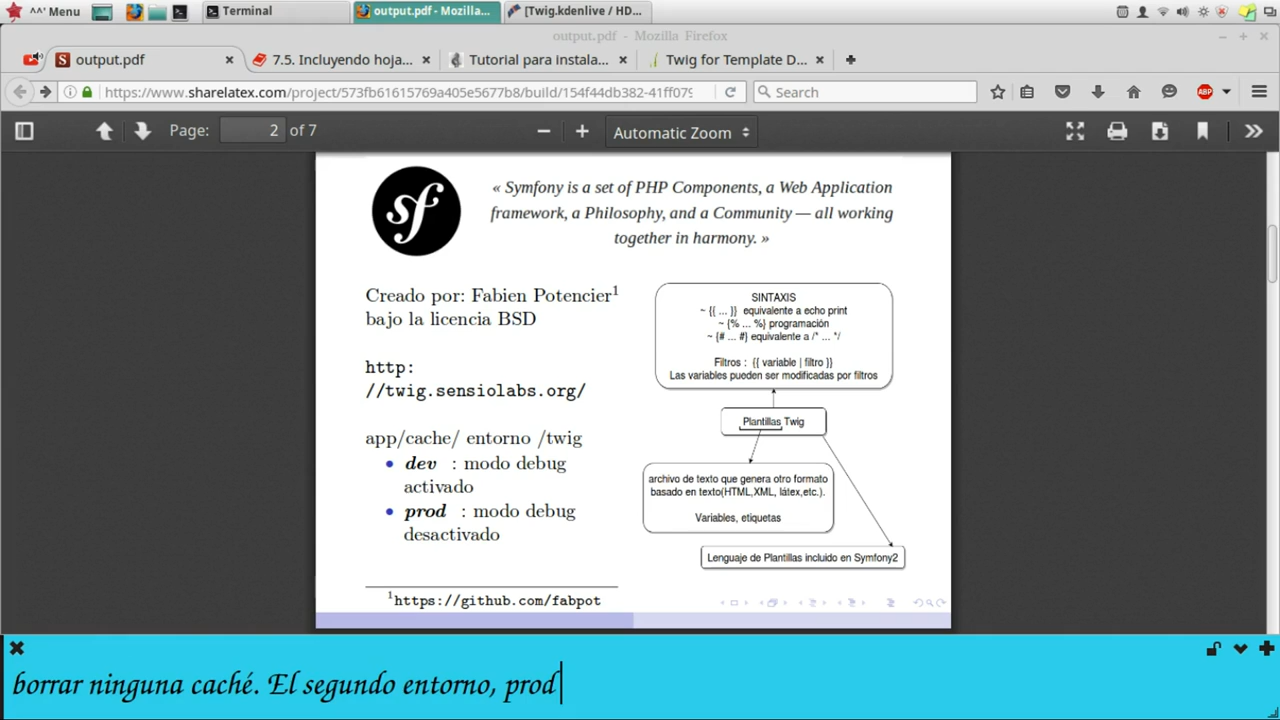 ^^' Menu
Terminal
output.pdf - Mozilla...
[Twig.kdenlive / HD...
output.pdf - Mozilla Firefox
output.pdf
7.5. Incluyendo hoja...
Tutorial para instala...
Twig for Template D...
https://www.sharelatex.com/project/573fb61615769a405e5677b8/build/154f44db382-41ff079
Search
ABP
Page: 2 of 7
Automatic Zoom
sf
« Symfony is a set of PHP Components, a Web Application
framework, a Philosophy, and a Community — all working
together in harmony. »
Creado por: Fabien Potencier1
bajo la licencia BSD
http:
//twig.sensiolabs.org/
app/cache/ entorno /twig
• dev : modo debug
activado
• prod : modo debug
desactivado
1https://github.com/fabpot
SINTAXIS
~ {{ ... }} equivalente a echo print
~ {% ... %} programación
~ {# ... #} equivalente a /* ... */
Filtros : {{ variable | filtro }}
Las variables pueden ser modificadas por filtros
Plantillas Twig
archivo de texto que genera otro formato
basado en texto(HTML,XML, látex,etc.).
Variables, etiquetas
Lenguaje de Plantillas incluido en Symfony2
borrar ninguna caché. El segundo entorno, prod